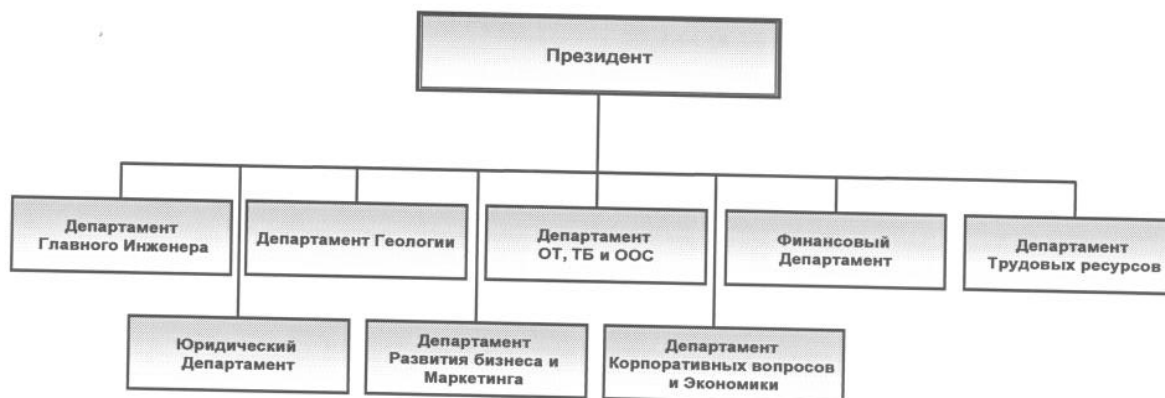 Президент
Департамент
Главного Инженера
Департамент Геологии
Департамент
ОТ, ТБ и ООС
Финансовый
Департамент
Департамент
Трудовых ресурсов
Юридический
Департамент
Департамент
Развития бизнеса и
Маркетинга
Департамент
Корпоративных вопросов
и Экономики